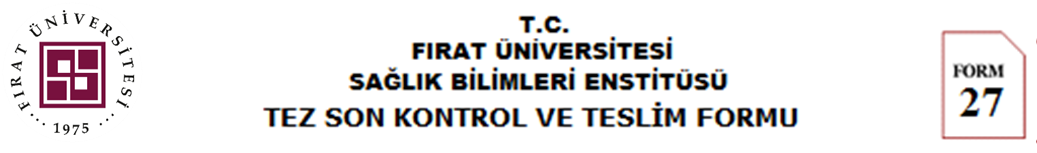 FIRAT ÜNİVERSİTESİ
1975
T.C.
FIRAT ÜNİVERSİTESİ
SAĞLIK BİLİMLERİ ENSTİTÜSÜ
TEZ SON KONTROL VE TESLİM FORMU
FORM
27